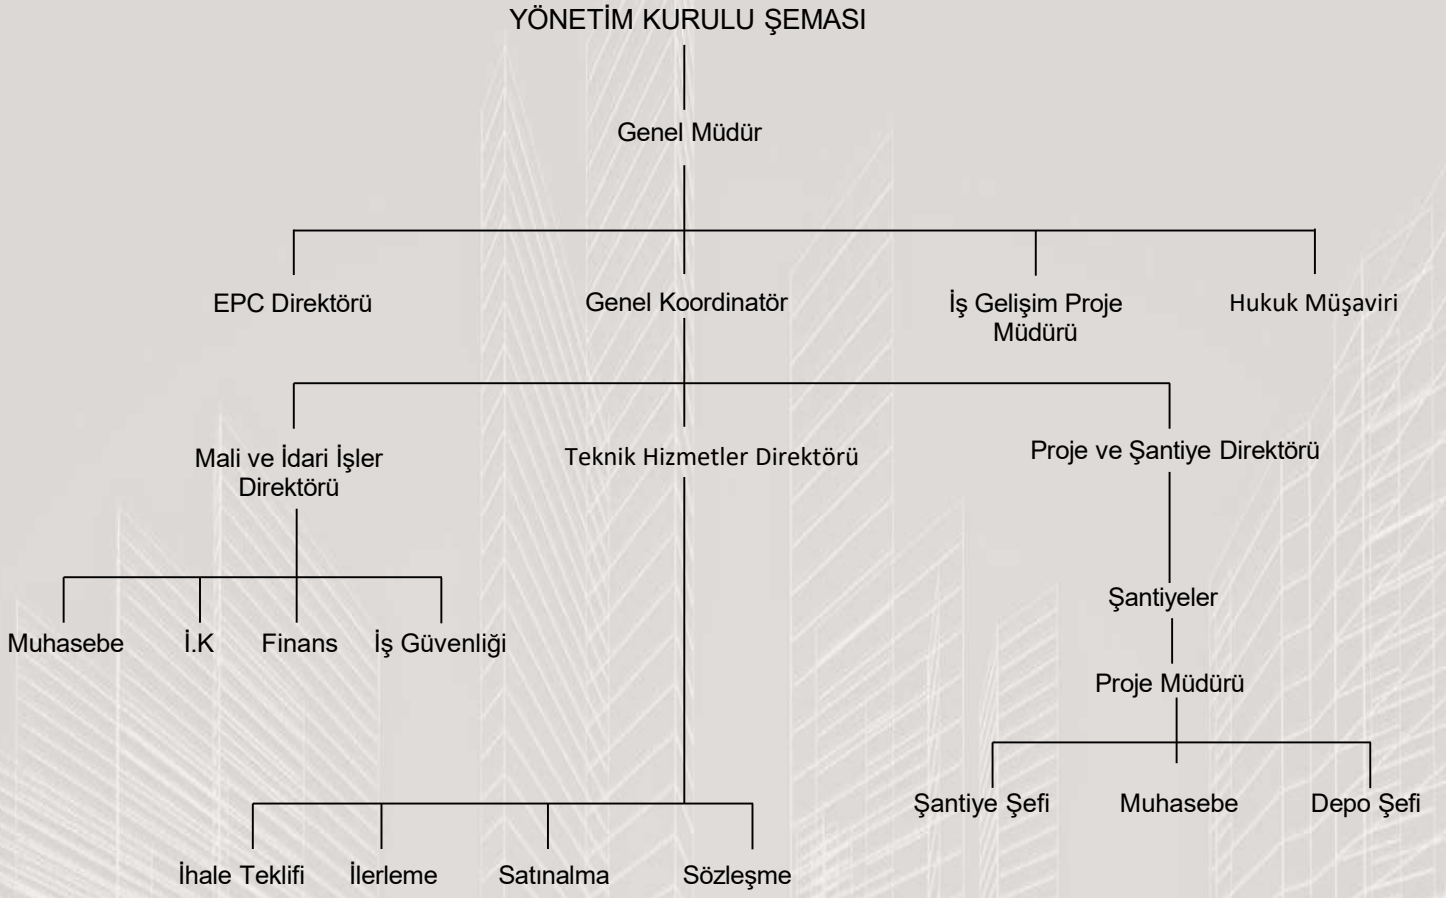 YÖNETİM KURULU ŞEMASI
Genel Müdür
EPC Direktörü
Genel Koordinatör
İş Gelişim Proje
Müdürü
Hukuk Müşaviri
Mali ve İdari İşler
Direktörü
Teknik Hizmetler Direktörü
Proje ve Şantiye Direktörü
Muhasebe
İ.K
Finans
İş Güvenliği
Şantiyeler
Proje Müdürü
Şantiye Şefi
Muhasebe
Depo Şefi
İhale Teklifi
İlerleme
Satınalma
Sözleşme